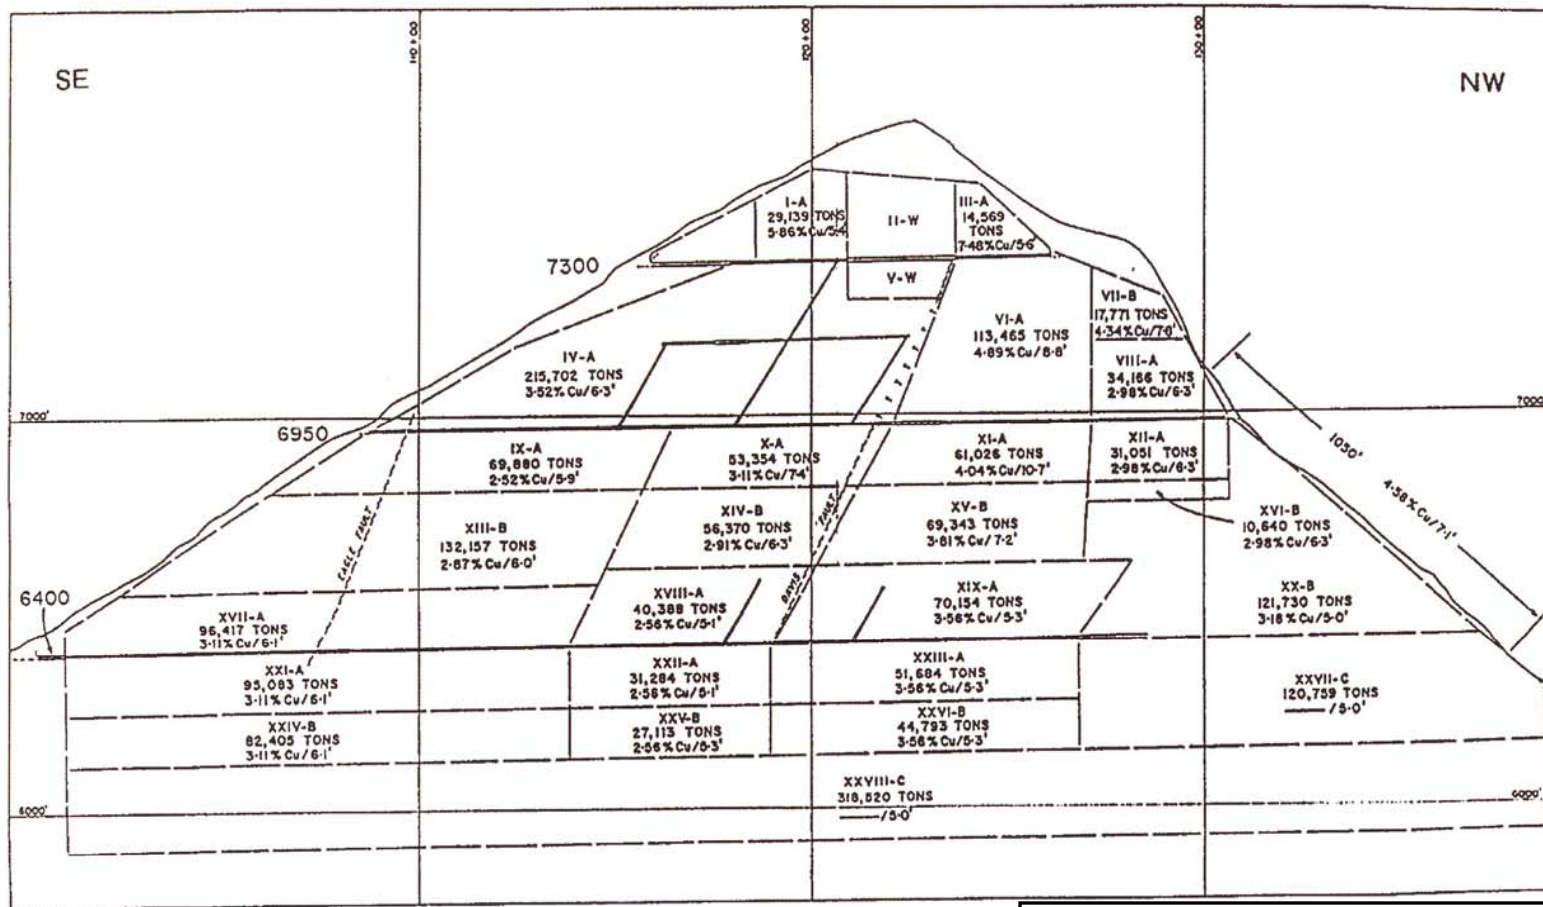 110+00
120+00
130+00
SE
NW
I-A
29,139 TONS
5.86%Cu/5.4'
II-W
III-A
14,569
TONS
7.48%Cu/5.6'
7300
V-W
IV-A
215,702 TONS
3.52%Cu/6.3'
VI-A
113,465 TONS
4.89%Cu/8.8'
VII-B
17,771 TONS
4.34%Cu/7.8'
VIII-A
34,166 TONS
2.98%Cu/6.3'
1050'
4.58%Cu/7.1'
7000'
7000'
6950
IX-A
69,880 TONS
2.52%Cu/5.9'
X-A
53,354 TONS
3.11%Cu/7.4'
XI-A
61,026 TONS
4.04%Cu/10.7'
XII-A
31,051 TONS
2.98%Cu/6.3'
EAGLE FAULT
XIII-B
132,157 TONS
2.87%Cu/6.0'
XIV-B
56,370 TONS
2.91%Cu/6.3'
DAVIS FAULT
XV-B
69,343 TONS
3.81%Cu/7.2'
XVI-B
10,640 TONS
2.98%Cu/6.3'
6400
XVII-A
96,417 TONS
3.11%Cu/6.1'
XVIII-A
40,388 TONS
2.56%Cu/5.1'
XIX-A
70,154 TONS
3.56%Cu/5.3'
XX-B
121,730 TONS
3.18%Cu/5.0'
XXI-A
95,083 TONS
3.11%Cu/6.1'
XXII-A
31,284 TONS
2.56%Cu/5.1'
XXIII-A
51,684 TONS
3.56%Cu/5.3'
XXVII-C
120,759 TONS
/5.0'
XXIV-B
82,405 TONS
3.11%Cu/6.1'
XXV-B
27,113 TONS
2.56%Cu/5.3'
XXVI-B
44,793 TONS
3.56%Cu/5.3'
XXVIII-C
318,520 TONS
/5.0'
6000'
6000'